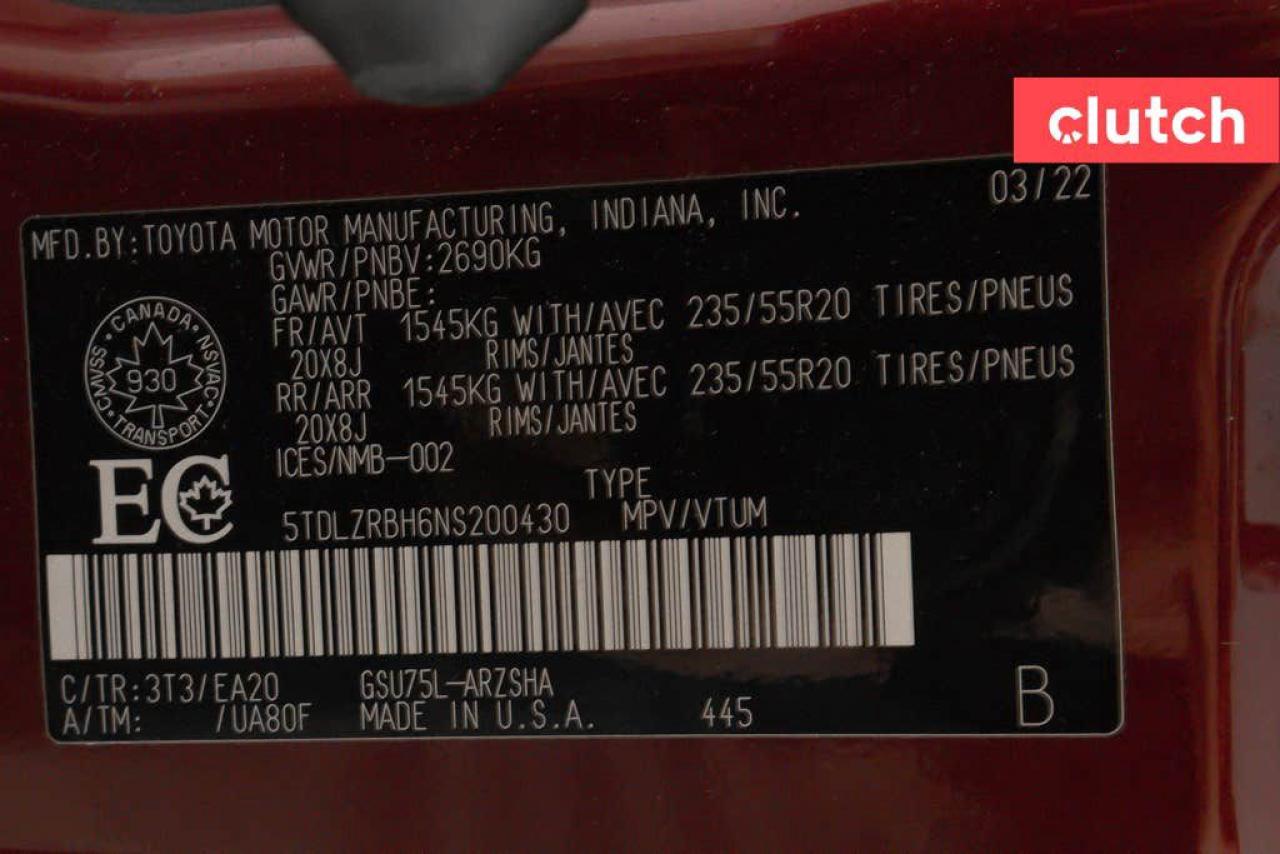 clutch
03/22
MFD.BY:TOYOTA MOTOR MANUFACTURING, INDIANA, INC.
GVWR/PNBV:2690KG
GAWR/PNBE:
FR/AVT 1545KG WITH/AVEC 235/55R20 TIRES/PNEUS
20X8J RIMS/JANTES
RR/ARR 1545KG WITH/AVEC 235/55R20 TIRES/PNEUS
20X8J RIMS/JANTES
ICES/NMB-002
CANADA
NSVAC
TRANSPORT
CMVSS
930
EC
TYPE
5TDLZRBH6NS200430 MPV/VTUM
C/TR:3T3/EA20 GSU75L-ARZSHA
A/TM: /UA80F MADE IN U.S.A. 445
B